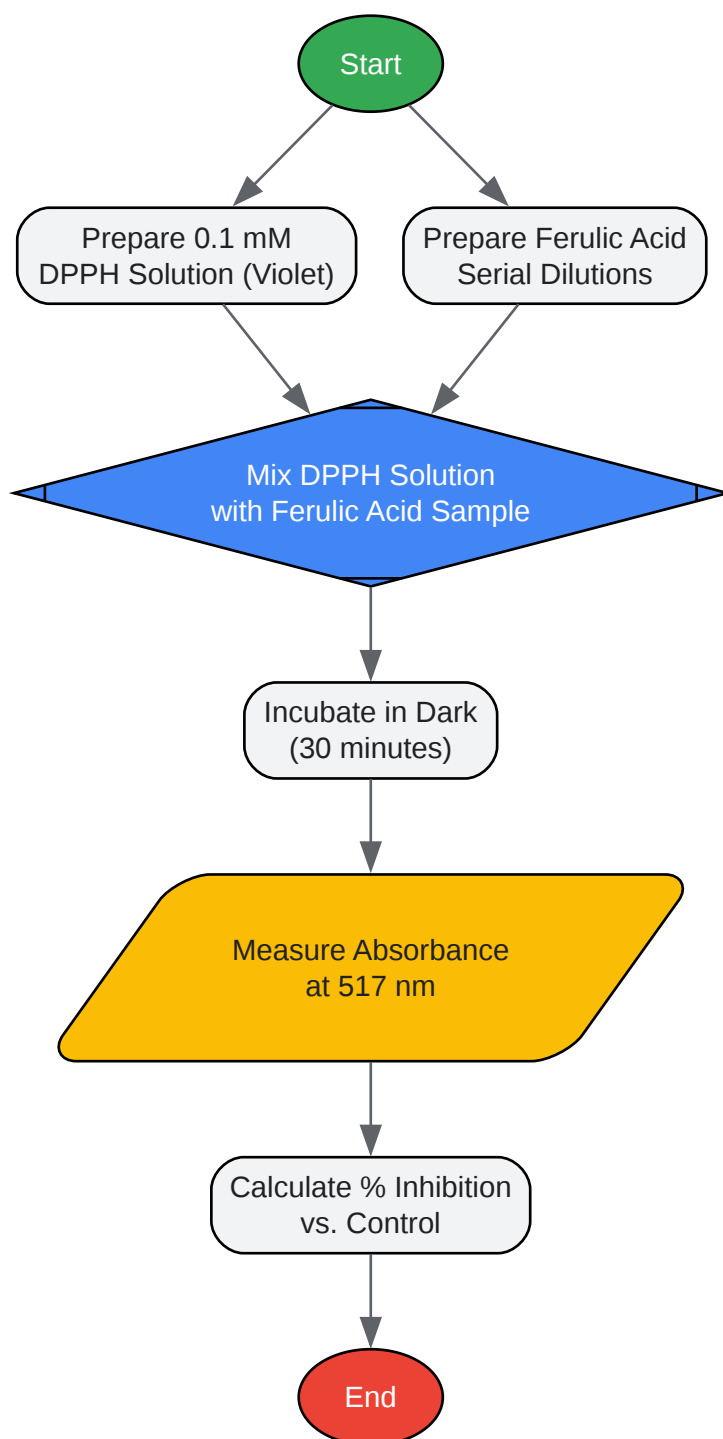 Start
Prepare 0.1 mM
DPPH Solution (Violet)
Prepare Ferulic Acid
Serial Dilutions
Mix DPPH Solution
with Ferulic Acid Sample
Incubate in Dark
(30 minutes)
Measure Absorbance
at 517 nm
Calculate % Inhibition
vs. Control
End